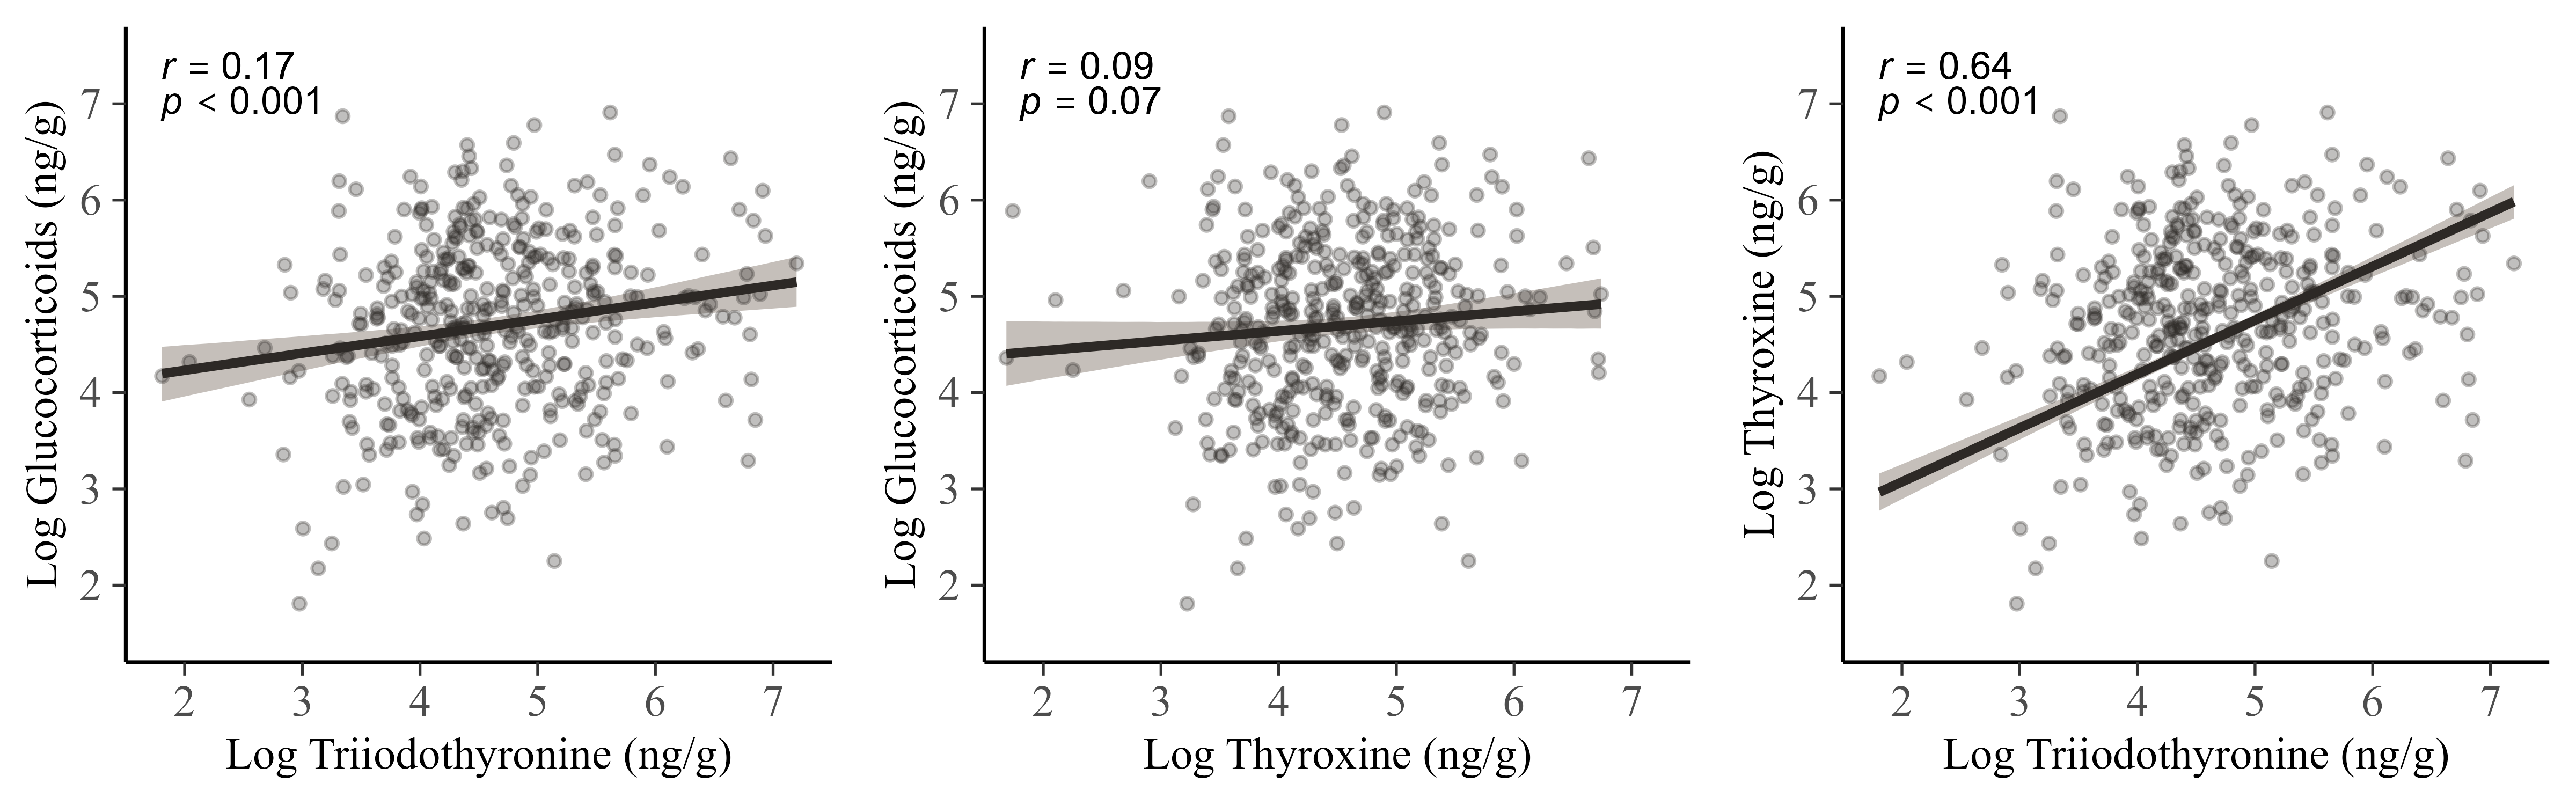 r = 0.17
p < 0.001
Log Glucocorticoids (ng/g)
7
6
5
4
3
2
2 3 4 5 6 7
Log Triiodothyronine (ng/g)
r = 0.09
p = 0.07
Log Glucocorticoids (ng/g)
7
6
5
4
3
2
2 3 4 5 6 7
Log Thyroxine (ng/g)
r = 0.64
p < 0.001
Log Thyroxine (ng/g)
7
6
5
4
3
2
2 3 4 5 6 7
Log Triiodothyronine (ng/g)